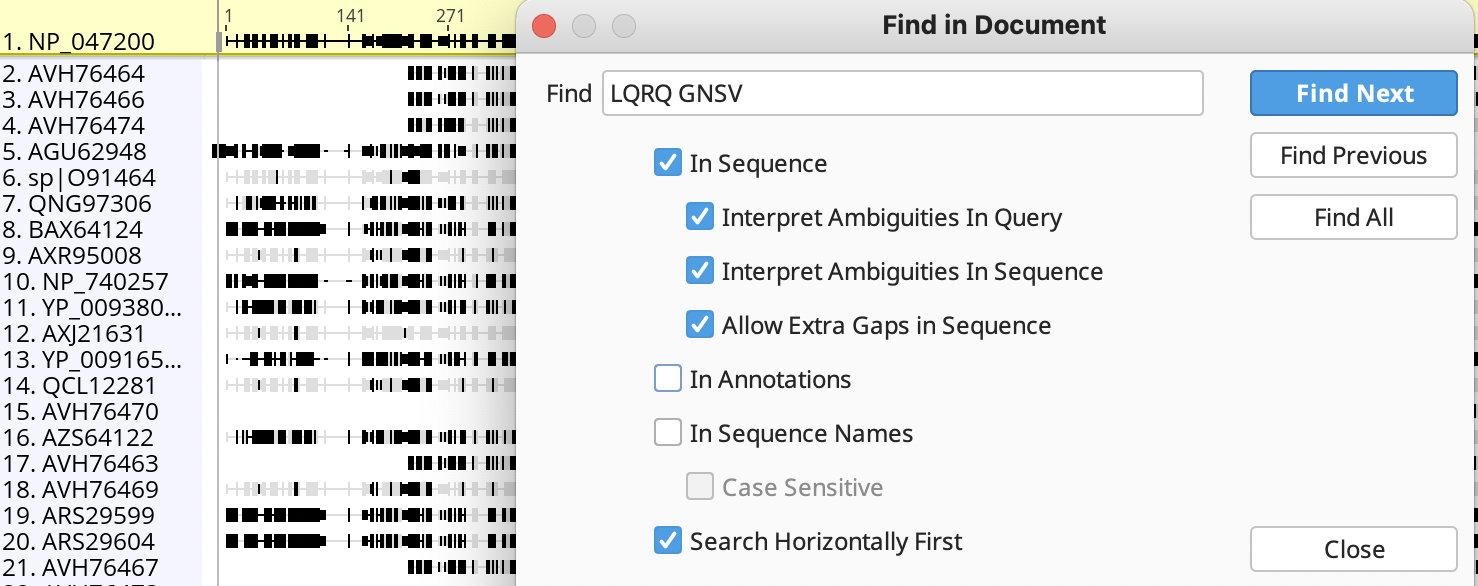 1 141 271
1. NP_047200
2. AVH76464
3. AVH76466
4. AVH76474
5. AGU62948
6. sp|O91464
7. QNG97306
8. BAX64124
9. AXR95008
10. NP_740257
11. YP_009380...
12. AXJ21631
13. YP_009165...
14. QCL12281
15. AVH76470
16. AZS64122
17. AVH76463
18. AVH76469
19. ARS29599
20. ARS29604
21. AVH76467
Find in Document
Find LQRQ GNSV
Find Next
Find Previous
Find All
In Sequence
Interpret Ambiguities In Query
Interpret Ambiguities In Sequence
Allow Extra Gaps in Sequence
In Annotations
In Sequence Names
Case Sensitive
Search Horizontally First
Close